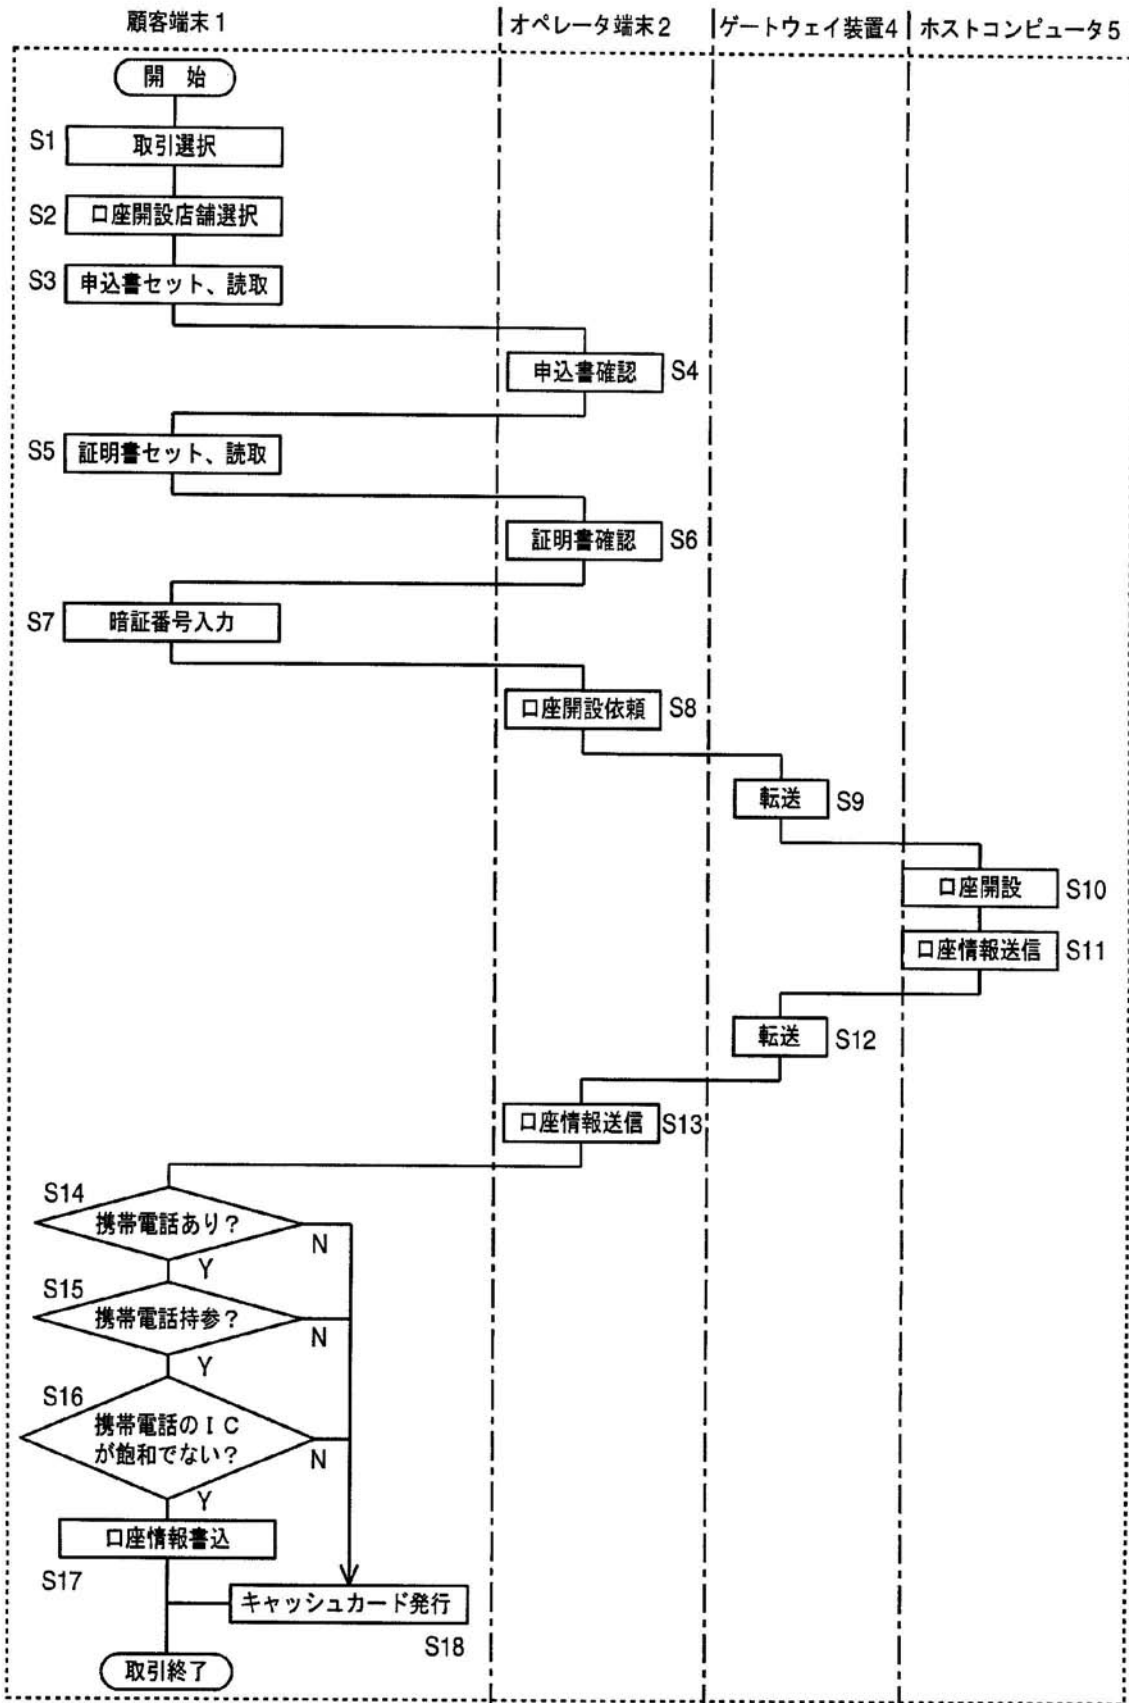 顧客端末1
オペレータ端末2
ゲートウェイ装置4
ホストコンピュータ5
開 始
S1
取引選択
S2
口座開設店舗選択
S3
申込書セット、読取
申込書確認
S4
S5
証明書セット、読取
証明書確認
S6
S7
暗証番号入力
口座開設依頼
S8
転送
S9
口座開設
S10
口座情報送信
S11
転送
S12
口座情報送信
S13
S14
携帯電話あり?
N
Y
S15
携帯電話持参?
N
Y
S16
携帯電話のIC
が飽和でない?
N
Y
口座情報書込
S17
キャッシュカード発行
S18
取引終了